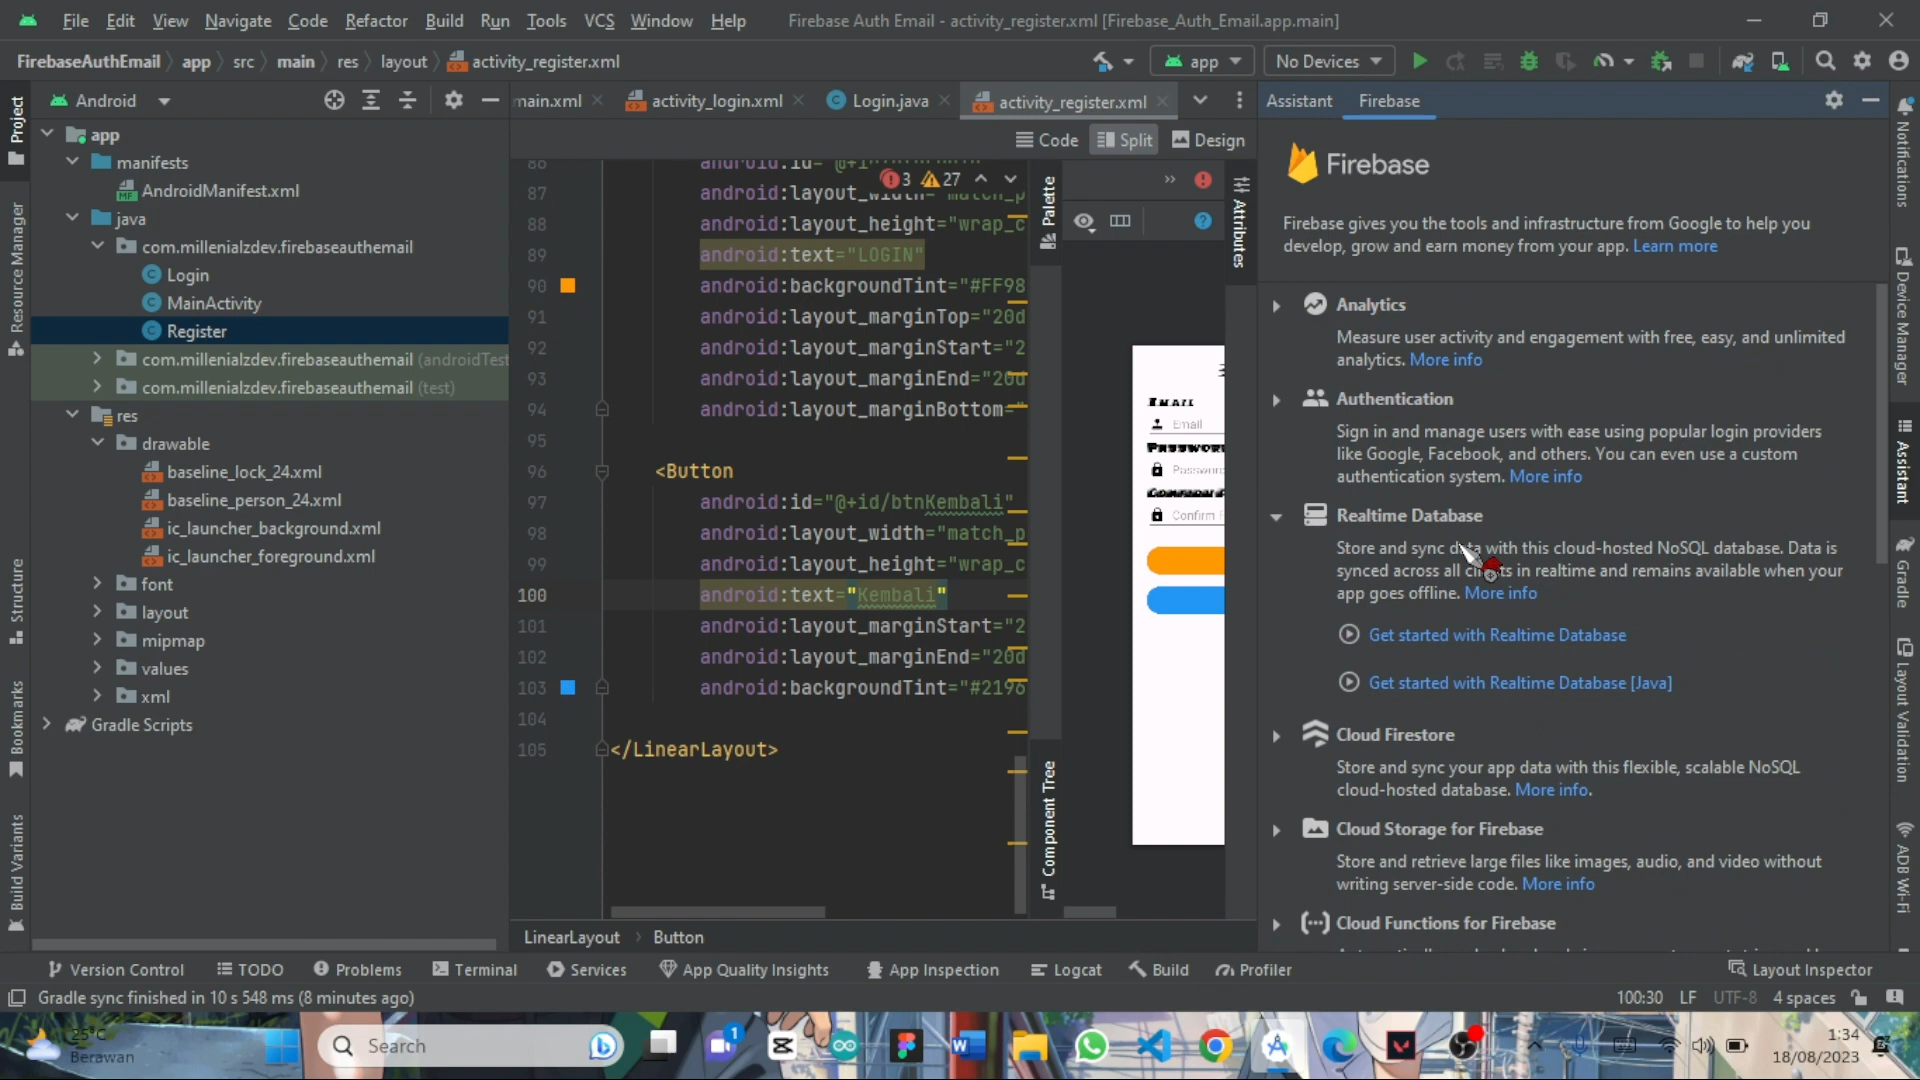 File Edit View Navigate Code Refactor Build Run Tools VCS Window Help Firebase Auth Email - activity_register.xml [Firebase_Auth_Email.app.main]
FirebaseAuthEmail app src main res layout activity_register.xml app No Devices
Project
Resource Manager
Structure
Bookmarks
Build Variants
Android
app
manifests
AndroidManifest.xml
java
com.millenialzdev.firebaseauthemail
Login
MainActivity
Register
com.millenialzdev.firebaseauthemail (androidTest
com.millenialzdev.firebaseauthemail (test)
res
drawable
baseline_lock_24.xml
baseline_person_24.xml
ic_launcher_background.xml
ic_launcher_foreground.xml
font
layout
mipmap
values
xml
Gradle Scripts
main.xml activity_login.xml Login.java activity_register.xml
Code Split Design
3 27
86
87 android:layout_width="match_p
88 android:layout_height="wrap_c
89 android:text="LOGIN"
90 android:backgroundTint="#FF98
91 android:layout_marginTop="20d
92 android:layout_marginStart="2
93 android:layout_marginEnd="20d
94 android:layout_marginBottom="
95
96 <Button
97 android:id="@+id/btnKembali"
98 android:layout_width="match_p
99 android:layout_height="wrap_c
100 android:text="Kembali"
101 android:layout_marginStart="2
102 android:layout_marginEnd="20d
103 android:backgroundTint="#2196
104
105 </LinearLayout>
LinearLayout Button
Palette
Component Tree
Attributes
Email
Email
Password
Password
Confirm
Assistant Firebase
Firebase
Firebase gives you the tools and infrastructure from Google to help you
develop, grow and earn money from your app. Learn more
Analytics
Measure user activity and engagement with free, easy, and unlimited
analytics. More info
Authentication
Sign in and manage users with ease using popular login providers
like Google, Facebook, and others. You can even use a custom
authentication system. More info
Realtime Database
Store and sync data with this cloud-hosted NoSQL database. Data is
synced across all clients in realtime and remains available when your
app goes offline. More info
Get started with Realtime Database
Get started with Realtime Database [Java]
Cloud Firestore
Store and sync your app data with this flexible, scalable NoSQL
cloud-hosted database. More info.
Cloud Storage for Firebase
Store and retrieve large files like images, audio, and video without
writing server-side code. More info
Cloud Functions for Firebase
Notifications
Device Manager
Assistant
Gradle
Layout Validation
ADB Wi-Fi
Version Control TODO Problems Terminal Services App Quality Insights App Inspection Logcat Build Profiler Layout Inspector
Gradle sync finished in 10 s 548 ms (8 minutes ago) 100:30 LF UTF-8 4 spaces
25°C
Berawan
Search
1
1:34
18/08/2023